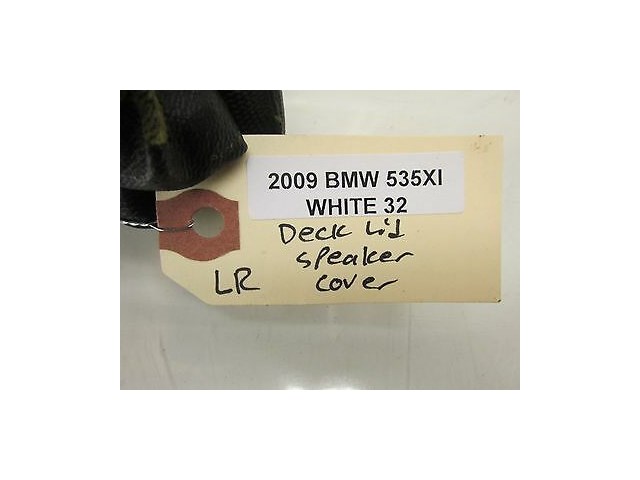 2009 BMW 535XI
WHITE 32
Deck Lid
speaker
LR cover